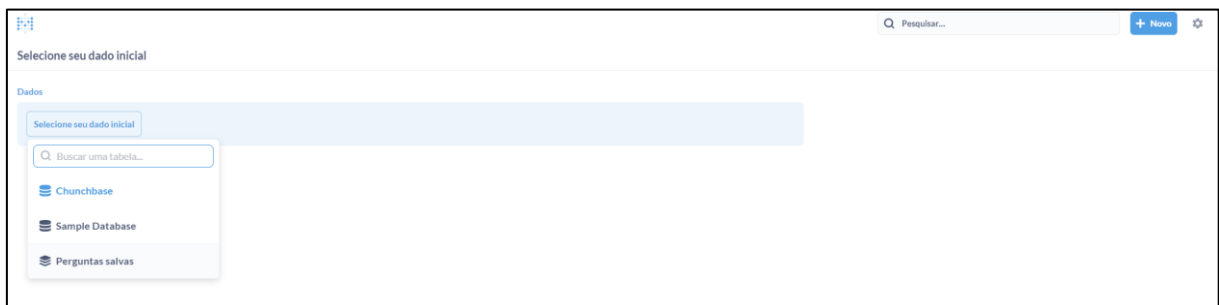 Pesquisar...
+ Novo
Selecione seu dado inicial
Dados
Selecione seu dado inicial
Buscar uma tabela...
Chunchbase
Sample Database
Perguntas salvas